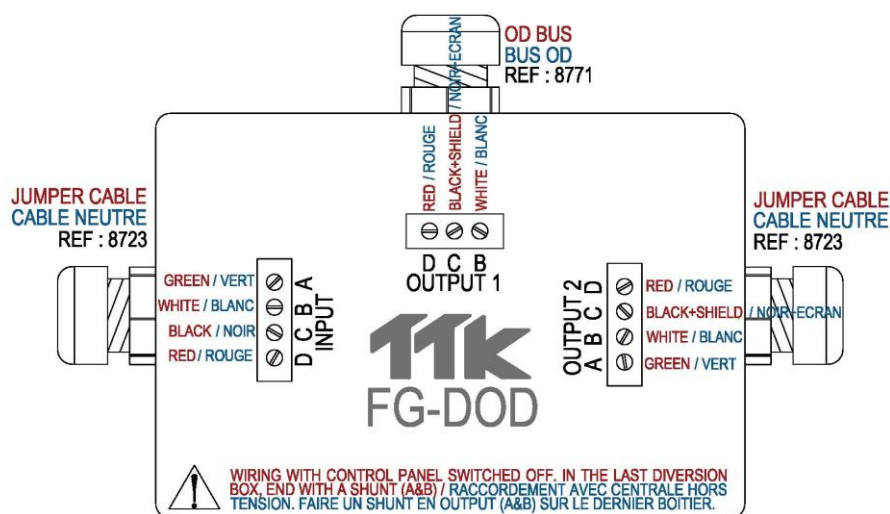 OD BUS
BUS OD
REF : 8771
RED / ROUGE
BLACK+SHIELD / NOIR+ECRAN
WHITE / BLANC
D C B
OUTPUT 1
JUMPER CABLE
CABLE NEUTRE
REF : 8723
GREEN / VERT
WHITE / BLANC
BLACK / NOIR
RED / ROUGE
A
B
C
D
INPUT
JUMPER CABLE
CABLE NEUTRE
REF : 8723
OUTPUT 2
D
C
B
A
RED / ROUGE
BLACK+SHIELD / NOIR+ECRAN
WHITE / BLANC
GREEN / VERT
TTK
FG-DOD
WIRING WITH CONTROL PANEL SWITCHED OFF. IN THE LAST DIVERSION
BOX, END WITH A SHUNT (A&B) / RACCORDEMENT AVEC CENTRALE HORS
TENSION. FAIRE UN SHUNT EN OUTPUT (A&B) SUR LE DERNIER BOITIER.